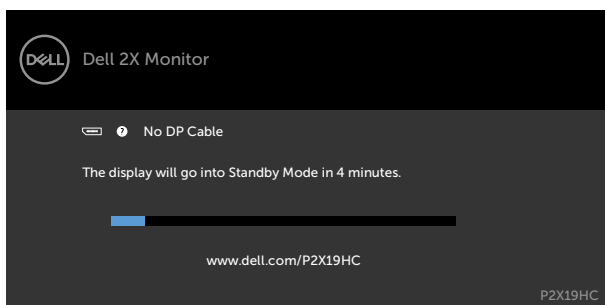 DELL Dell 2X Monitor
? No DP Cable
The display will go into Standby Mode in 4 minutes.
www.dell.com/P2X19HC
P2X19HC